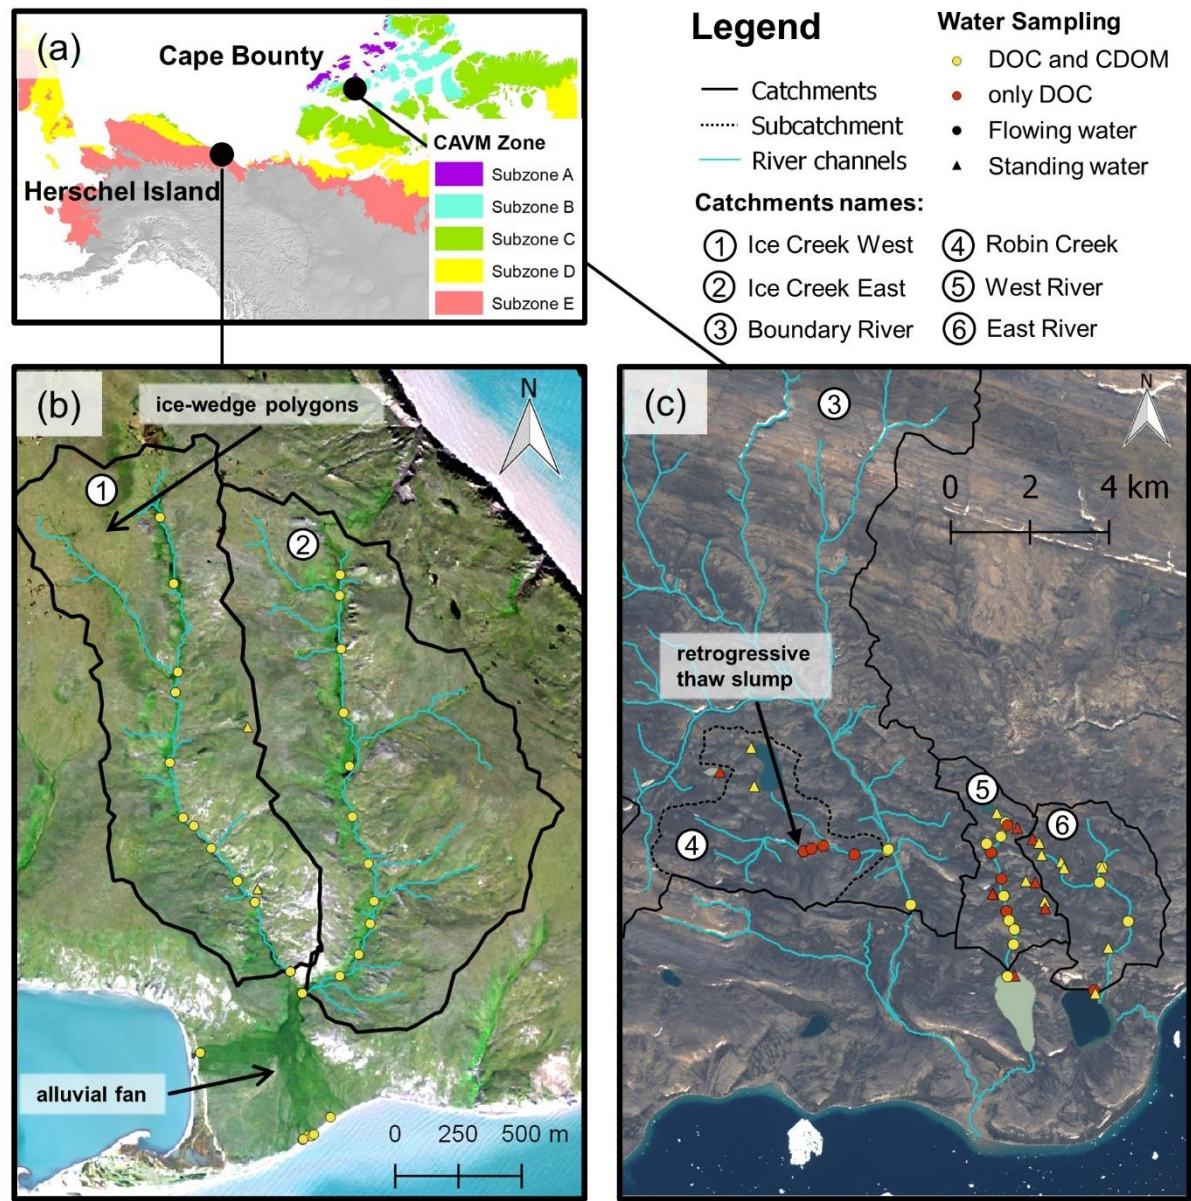 (a)
Cape Bounty
Herschel Island
CAVM Zone
Subzone A
Subzone B
Subzone C
Subzone D
Subzone E
Legend
Catchments
Subcatchment
River channels
Water Sampling
DOC and CDOM
only DOC
Flowing water
Standing water
Catchments names:
1 Ice Creek West
2 Ice Creek East
3 Boundary River
4 Robin Creek
5 West River
6 East River
(b)
ice-wedge polygons
N
1
2
alluvial fan
0 250 500 m
(c)
3
N
0 2 4 km
retrogressive
thaw slump
5
6
4